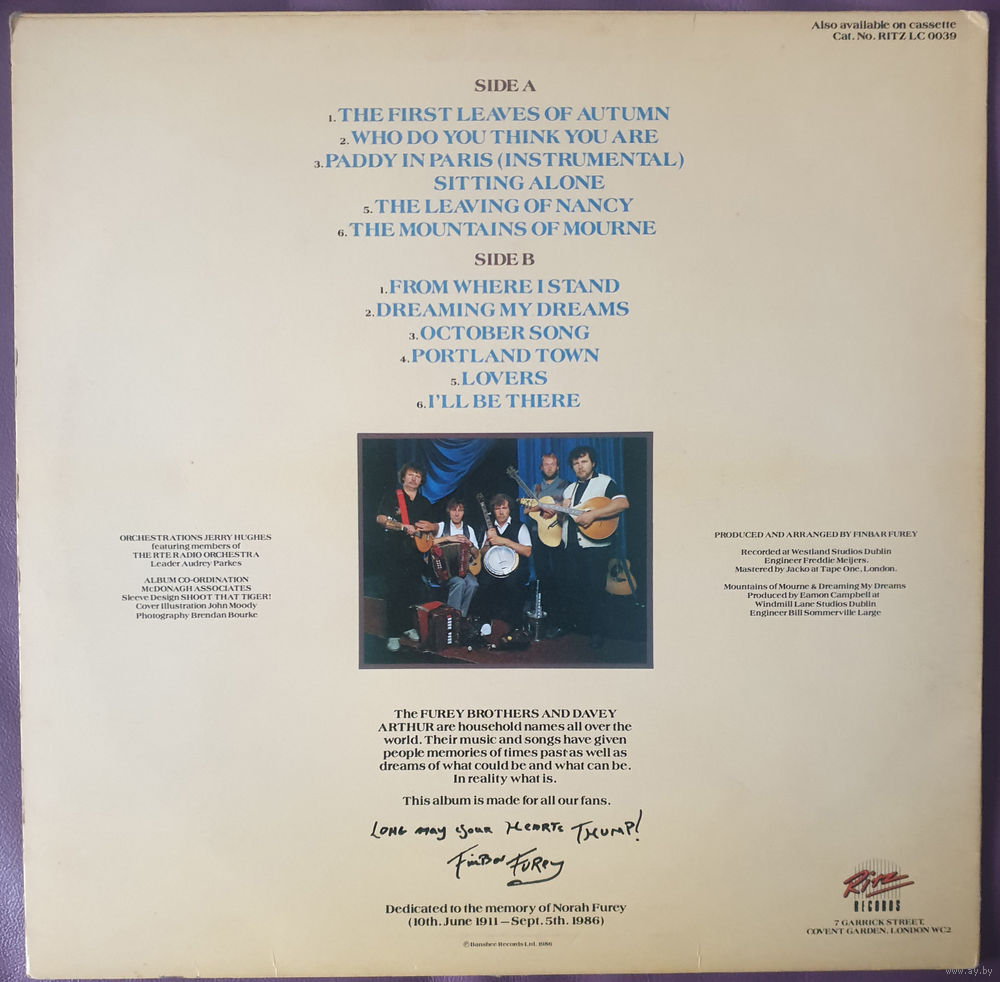 Also available on cassette
Cat. No. RITZ LC 0039
SIDE A
1. THE FIRST LEAVES OF AUTUMN
2. WHO DO YOU THINK YOU ARE
3. PADDY IN PARIS (INSTRUMENTAL)
SITTING ALONE
5. THE LEAVING OF NANCY
6. THE MOUNTAINS OF MOURNE
SIDE B
1. FROM WHERE I STAND
2. DREAMING MY DREAMS
3. OCTOBER SONG
4. PORTLAND TOWN
5. LOVERS
6. I'LL BE THERE
ORCHESTRATIONS JERRY HUGHES
featuring members of
THE RTE RADIO ORCHESTRA
Leader Audrey Parkes
ALBUM CO-ORDINATION
McDONAGH ASSOCIATES
Sleeve Design SHOOT THAT TIGER!
Cover Illustration John Moody
Photography Brendan Bourke
PRODUCED AND ARRANGED BY FINBAR FUREY
Recorded at Westland Studios Dublin
Engineer Freddie Meijers.
Mastered by Jacko at Tape One, London.
Mountains of Mourne & Dreaming My Dreams
Produced by Eamon Campbell at
Windmill Lane Studios Dublin
Engineer Bill Sommerville Large
The FUREY BROTHERS AND DAVEY
ARTHUR are household names all over the
world. Their music and songs have given
people memories of times past as well as
dreams of what could be and what can be.
In reality what is.
This album is made for all our fans.
LONG MAY YOUR HEARTS THUMP!
FinBar FUREY
Dedicated to the memory of Norah Furey
(10th. June 1911 – Sept. 5th. 1986)
℗ Banshee Records Ltd. 1986
Ritz
RECORDS
7 GARRICK STREET,
COVENT GARDEN, LONDON WC2
www.ay.by